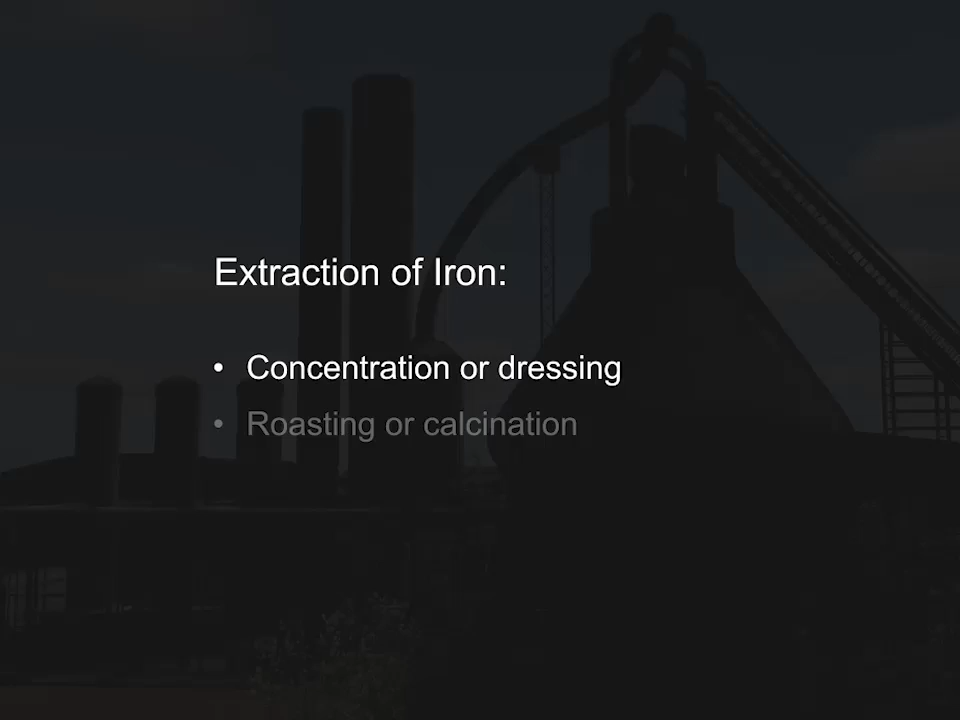 Extraction of Iron:
• Concentration or dressing
• Roasting or calcination